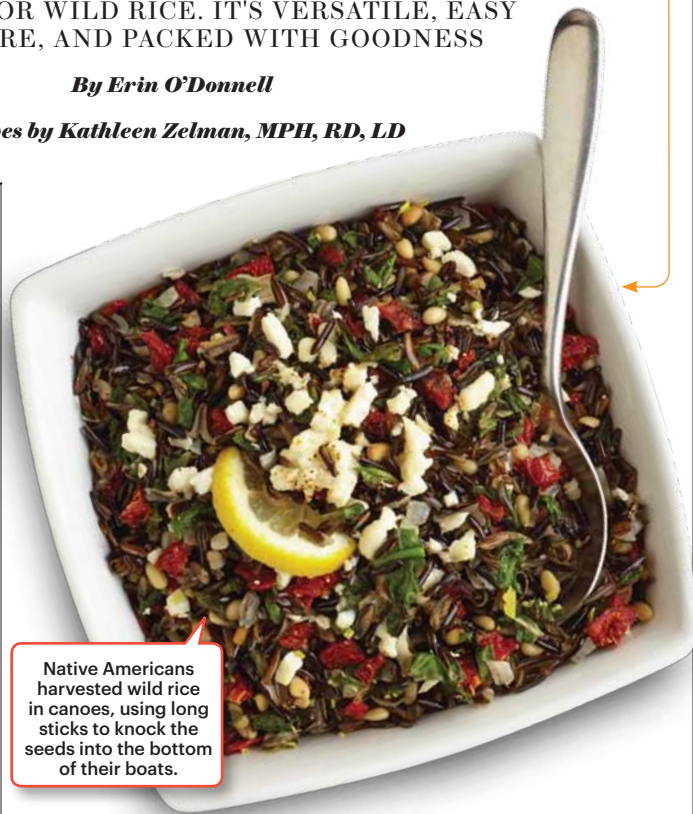 OR WILD RICE. IT'S VERSATILE, EASY
RE, AND PACKED WITH GOODNESS
By Erin O'Donnell
es by Kathleen Zelman, MPH, RD, LD
Native Americans
harvested wild rice
in canoes, using long
sticks to knock the
seeds into the bottom
of their boats.